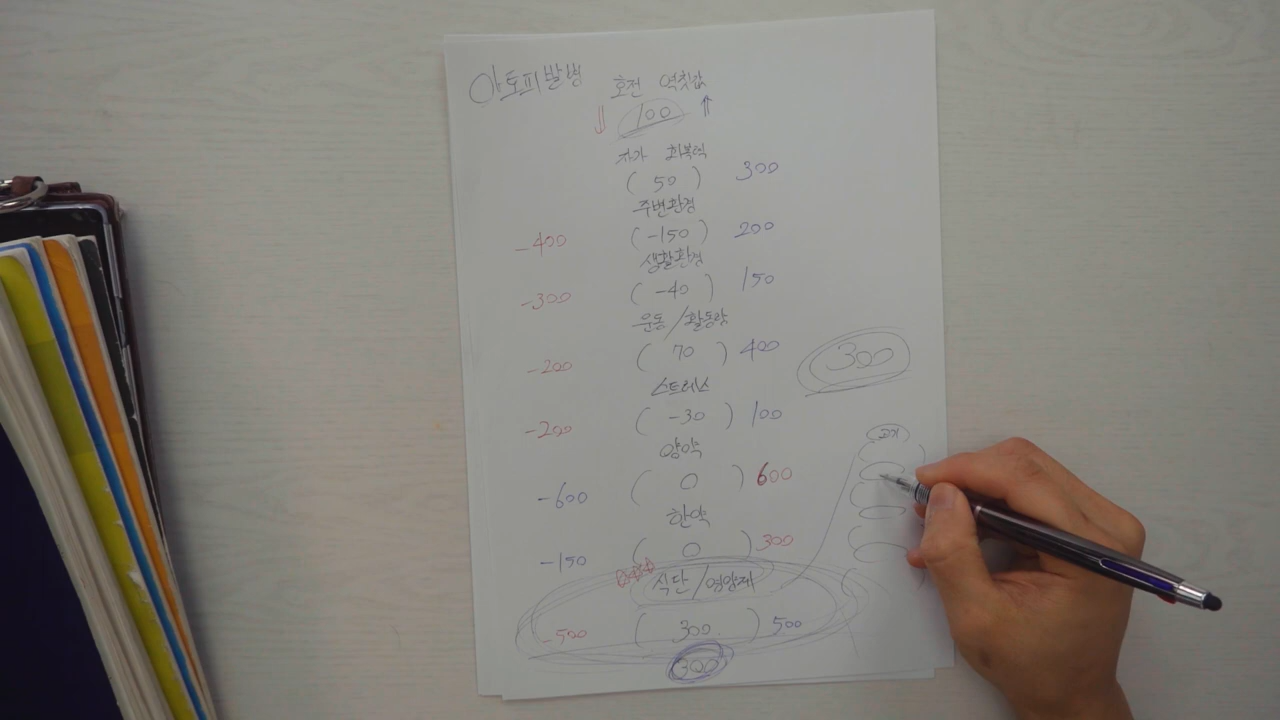 아토피발병 호전 역칫값
100
자가 회복력
( 50 ) 300
주변환경
-400 ( -150 ) 200
생활환경
-300 ( -40 ) 150
운동/활동량
-200 ( 70 ) 400
300
스트레스
-200 ( -30 ) 100
양약
-600 ( 0 ) 600
한약
-150 ( 0 ) 300
식단/영양제
-500 ( 300 ) 500
300